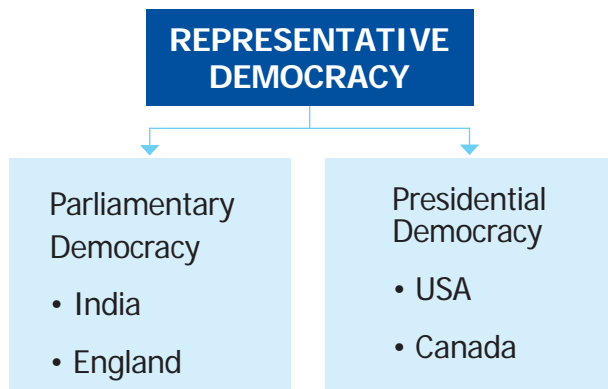 REPRESENTATIVE
DEMOCRACY
Parliamentary
Democracy
• India
• England
Presidential
Democracy
• USA
• Canada